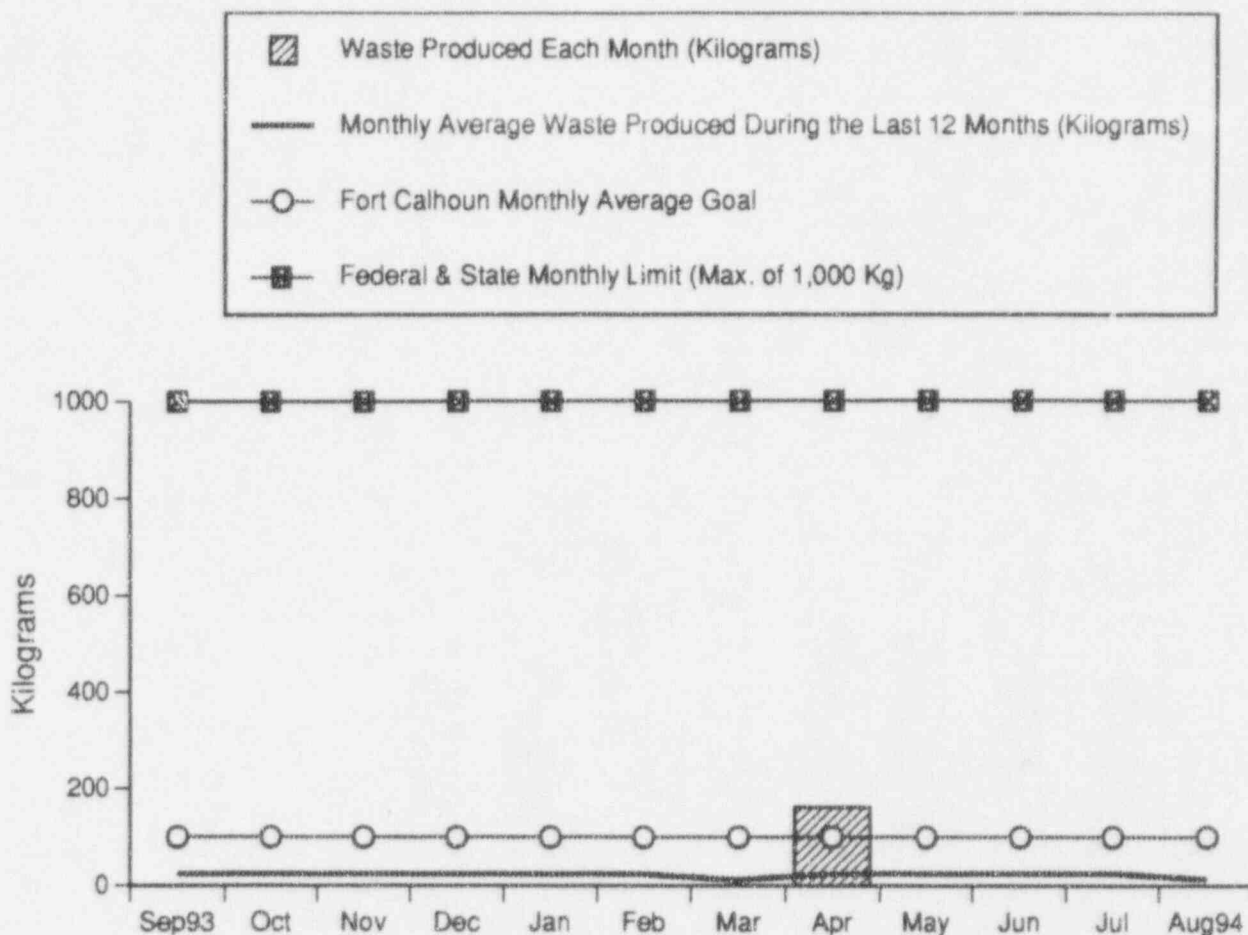 Waste Produced Each Month (Kilograms)
Monthly Average Waste Produced During the Last 12 Months (Kilograms)
Fort Calhoun Monthly Average Goal
Federal & State Monthly Limit (Max. of 1,000 Kg)
1000
800
600
400
200
0
Kilograms
Sep93 Oct Nov Dec Jan Feb Mar Apr May Jun Jul Aug94